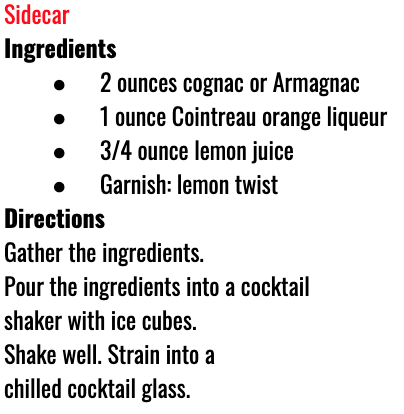 Sidecar
Ingredients
● 2 ounces cognac or Armagnac
● 1 ounce Cointreau orange liqueur
● 3/4 ounce lemon juice
● Garnish: lemon twist
Directions
Gather the ingredients.
Pour the ingredients into a cocktail
shaker with ice cubes.
Shake well. Strain into a
chilled cocktail glass.